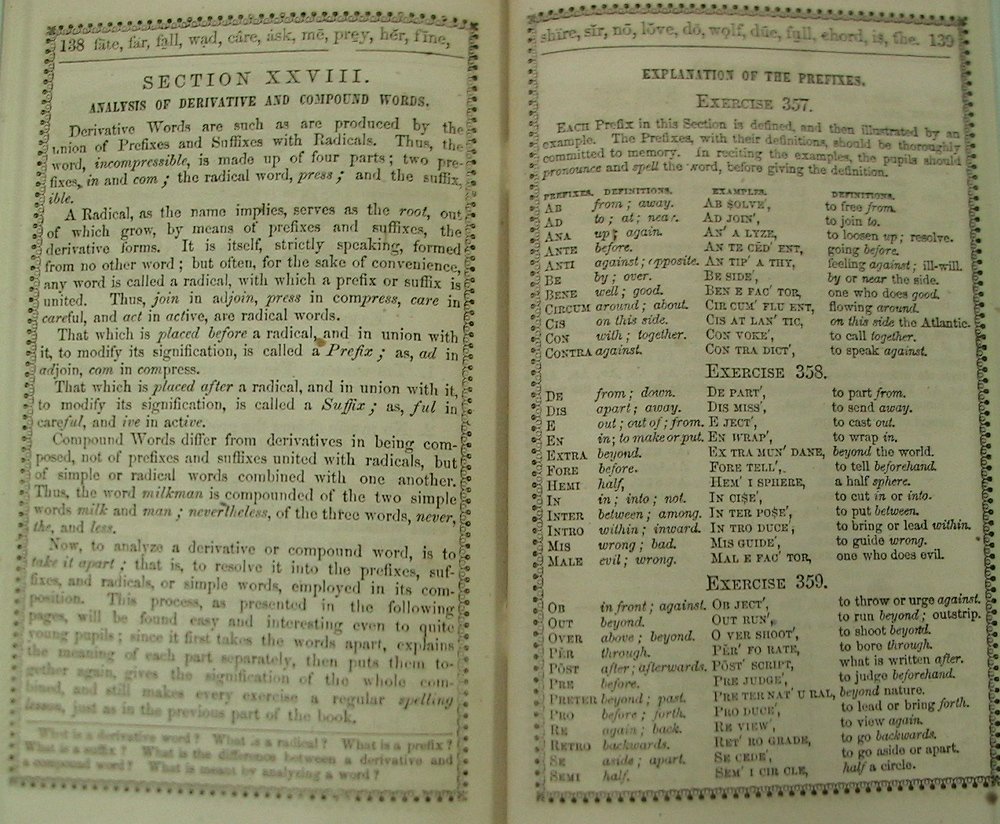 138 fāte, fär, fạll, wạd, cáre, ásk, mē, prey, hẽr, fīne,
SECTION XXVIII.
ANALYSIS OF DERIVATIVE AND COMPOUND WORDS.
Derivative Words are such as are produced by the
union of Prefixes and Suffixes with Radicals. Thus, the
word, incompressible, is made up of four parts; two pre-
fixes, in and com; the radical word, press; and the suffix,
ible.
A Radical, as the name implies, serves as the root, out
of which grow, by means of prefixes and suffixes, the
derivative forms. It is itself, strictly speaking, formed
from no other word; but often, for the sake of convenience,
any word is called a radical, with which a prefix or suffix is
united. Thus, join in adjoin, press in compress, care in
careful, and act in active, are radical words.
That which is placed before a radical, and in union with
it, to modify its signification, is called a Prefix; as, ad in
adjoin, com in compress.
That which is placed after a radical, and in union with it,
to modify its signification, is called a Suffix; as, ful in
careful, and ive in active.
Compound Words differ from derivatives in being com-
posed, not of prefixes and suffixes united with radicals, but
of simple or radical words combined with one another.
Thus, the word milkman is compounded of the two simple
words milk and man; nevertheless, of the three words, never,
the, and less.
Now, to analyze a derivative or compound word, is to
take it apart; that is, to resolve it into the prefixes, suf-
fixes, and radicals, or simple words, employed in its com-
position. This process, as presented in the following
pages, will be found easy and interesting even to quite
young pupils; since it first takes the words apart, explains
the meaning of each part separately, then puts them to-
gether again, gives the signification of the whole com-
bined, and still makes every exercise a regular spelling
lesson, just as in the previous part of the book.
What is a derivative word? What is a radical? What is a prefix?
What is a suffix? What is the difference between a derivative and
a compound word? What is meant by analyzing a word?
shīre, sĭr, nō, lȯve, dọ, wọlf, dūe, fụll, chord, is, the. 139
EXPLANATION OF THE PREFIXES.
EXERCISE 357.
EACH Prefix in this Section is defined, and then illustrated by an
example. The Prefixes, with their definitions, should be thoroughly
committed to memory. In reciting the examples, the pupils should
pronounce and spell the word, before giving the definition.
PREFIXES. DEFINITIONS. EXAMPLES. DEFINITIONS.
AB from; away. AB ṢOLVE', to free from.
AD to; at; near. AD JOIN', to join to.
ANA up; again. AN' A LYZE, to loosen up; resolve.
ANTE before. AN TE CĒD' ENT, going before.
ANTI against; opposite. AN TIP' A THY, feeling against; ill-will.
BE by; over. BE SIDE', by or near the side.
BENE well; good. BEN E FAC' TOR, one who does good.
CIRCUM around; about. CIR CUM' FLU ENT, flowing around.
CIS on this side. CIS AT LAN' TIC, on this side the Atlantic.
CON with; together. CON VOKE', to call together.
CONTRA against. CON TRA DICT', to speak against.
EXERCISE 358.
DE from; down. DE PART', to part from.
DIS apart; away. DIS MISS', to send away.
E out; out of; from. E JECT', to cast out.
EN in; to make or put. EN WRAP', to wrap in.
EXTRA beyond. EX TRA MUN' DANE, beyond the world.
FORE before. FORE TELL', to tell beforehand.
HEMI half, HEM' I SPHERE, a half sphere.
IN in; into; not. IN CIṢE', to cut in or into.
INTER between; among. IN TER POṢE', to put between.
INTRO within; inward. IN TRO DUCE', to bring or lead within.
MIS wrong; bad. MIS GUIDE', to guide wrong.
MALE evil; wrong. MAL E FAC' TOR, one who does evil.
EXERCISE 359.
OB in front; against. OB JECT', to throw or urge against.
OUT beyond. OUT RUN', to run beyond; outstrip.
OVER above; beyond. O VER SHOOT', to shoot beyond.
PẼR through. PẼR' FO RATE, to bore through.
PŌST after; afterwards. PŌST' SCRIPT, what is written after.
PRE before. PRE JUDGE', to judge beforehand.
PRETER beyond; past. PRE TER NAT' U RAL, beyond nature.
PRO before; forth. PRO DUCE', to lead or bring forth.
RE again; back. RE VIEW', to view again.
RETRO backwards. RET' RO GRADE, to go backwards.
SE aside; apart. SE CEDE', to go aside or apart.
SEMI half. SEM' I CIR CLE, half a circle.